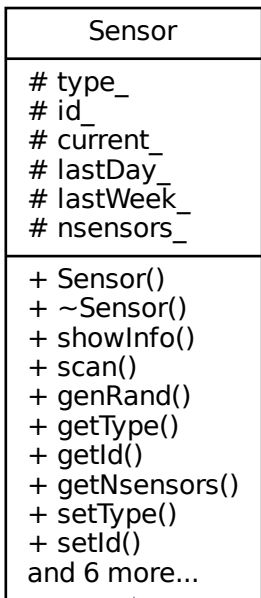 Sensor
# type_
# id_
# current_
# lastDay_
# lastWeek_
# nsensors_
+ Sensor()
+ ~Sensor()
+ showInfo()
+ scan()
+ genRand()
+ getType()
+ getId()
+ getNsensors()
+ setType()
+ setId()
and 6 more...